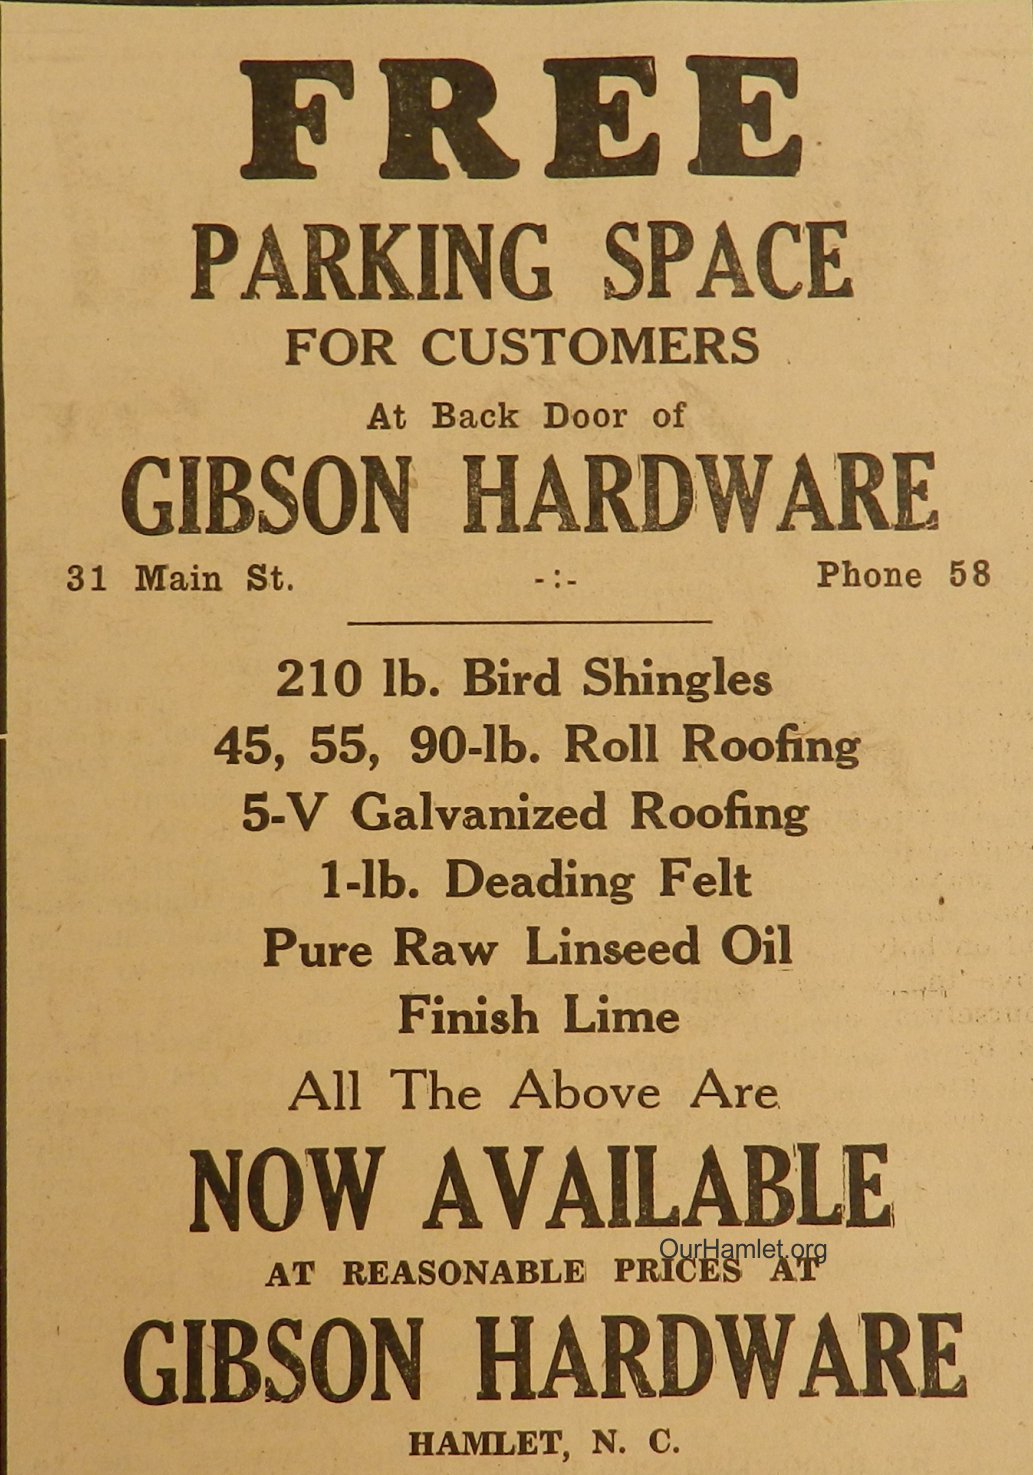 FREE
PARKING SPACE
FOR CUSTOMERS
At Back Door of
GIBSON HARDWARE
31 Main St. -:- Phone 58
210 lb. Bird Shingles
45, 55, 90-lb. Roll Roofing
5-V Galvanized Roofing
1-lb. Deading Felt
Pure Raw Linseed Oil
Finish Lime
All The Above Are
NOW AVAILABLE
OurHamlet.org
AT REASONABLE PRICES AT
GIBSON HARDWARE
HAMLET, N. C.